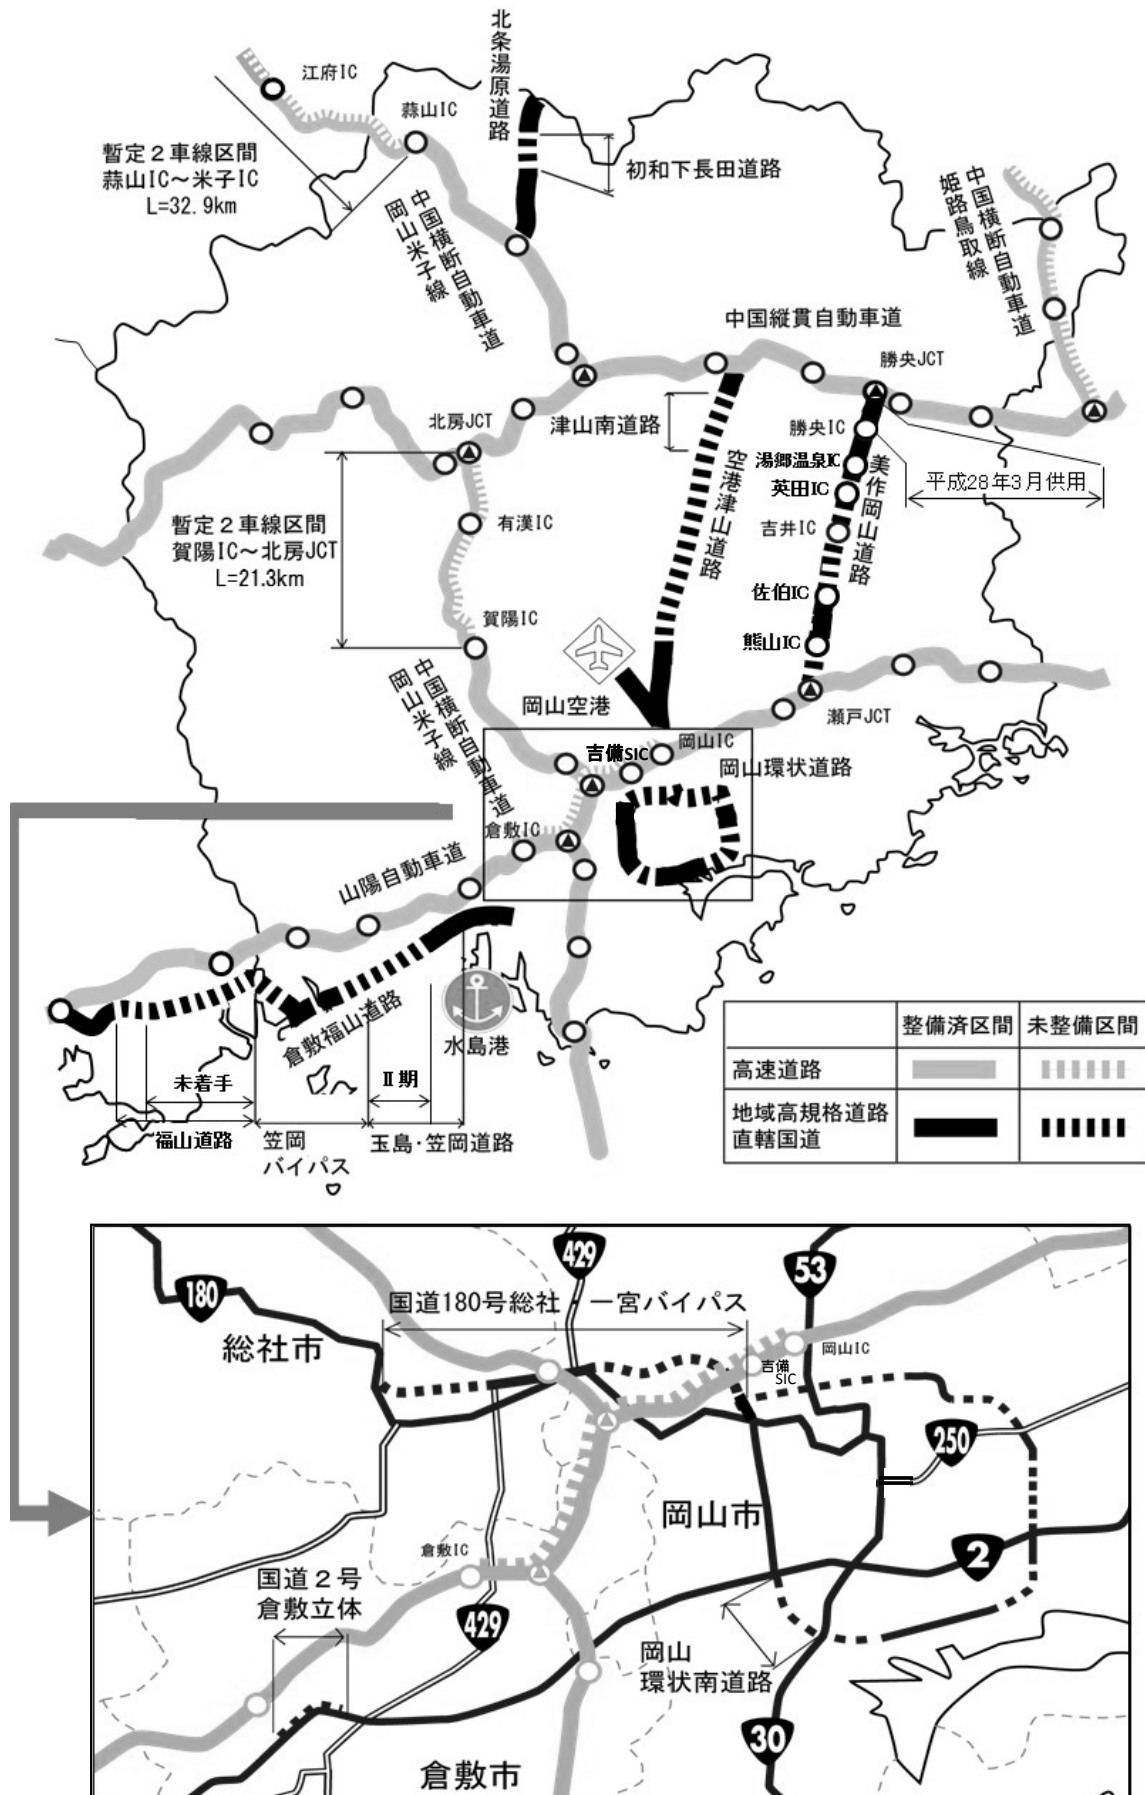 北条湯原道路
江府IC
蒜山IC
暫定２車線区間
蒜山IC～米子IC
L=32.9km
初和下長田道路
中国横断自動車道
岡山米子線
中国横断自動車道
姫路鳥取線
中国縦貫自動車道
勝央JCT
北房JCT
津山南道路
勝央IC
湯郷温泉IC
美作岡山道路
空港津山道路
平成28年3月供用
英田IC
暫定２車線区間
賀陽IC～北房JCT
L=21.3km
有漢IC
吉井IC
佐伯IC
賀陽IC
熊山IC
中国横断自動車道
岡山米子線
岡山空港
瀬戸JCT
吉備SIC
岡山IC
岡山環状道路
倉敷IC
山陽自動車道
倉敷福山道路
水島港
未着手
Ⅱ期
福山道路
笠岡
バイパス
玉島･笠岡道路
整備済区間
未整備区間
高速道路
地域高規格道路
直轄国道
429
53
180
国道180号総社・一宮バイパス
総社市
岡山IC
吉備
SIC
250
岡山市
倉敷IC
2
国道２号
倉敷立体
429
岡山
環状南道路
30
倉敷市